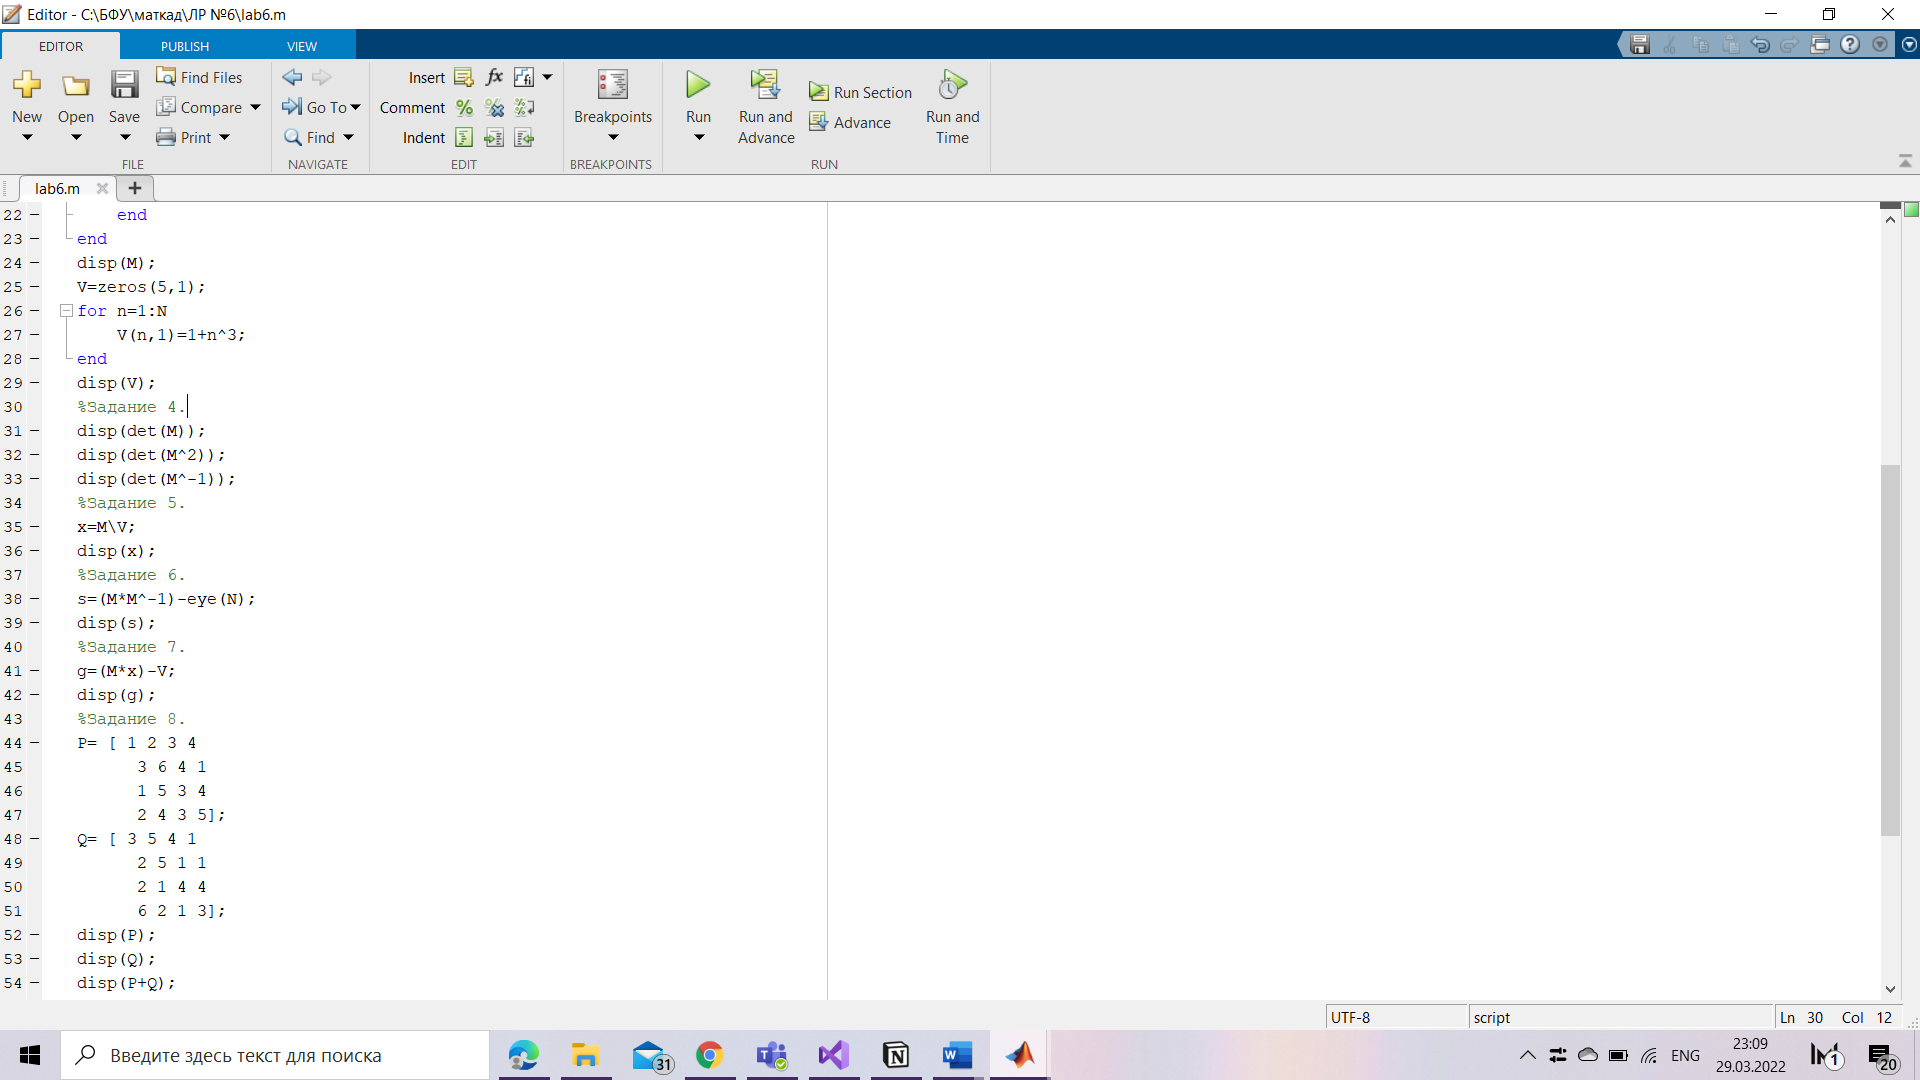 Editor - C:\БФУ\маткад\ЛР №6\lab6.m
EDITOR PUBLISH VIEW
New
Open
Save
Find Files
Compare
Print
FILE
Go To
Find
NAVIGATE
Insert
Comment
Indent
EDIT
Breakpoints
BREAKPOINTS
Run
Run and
Advance
Run Section
Advance
Run and
Time
RUN
lab6.m
22 end
23 end
24 disp(M);
25 V=zeros(5,1);
26 for n=1:N
27 V(n,1)=1+n^3;
28 end
29 disp(V);
30 %Задание 4.
31 disp(det(M));
32 disp(det(M^2));
33 disp(det(M^-1));
34 %Задание 5.
35 x=M\V;
36 disp(x);
37 %Задание 6.
38 s=(M*M^-1)-eye(N);
39 disp(s);
40 %Задание 7.
41 g=(M*x)-V;
42 disp(g);
43 %Задание 8.
44 P= [ 1 2 3 4
45 3 6 4 1
46 1 5 3 4
47 2 4 3 5];
48 Q= [ 3 5 4 1
49 2 5 1 1
50 2 1 4 4
51 6 2 1 3];
52 disp(P);
53 disp(Q);
54 disp(P+Q);
UTF-8 script Ln 30 Col 12
Введите здесь текст для поиска
31
ENG
23:09
29.03.2022
1
20